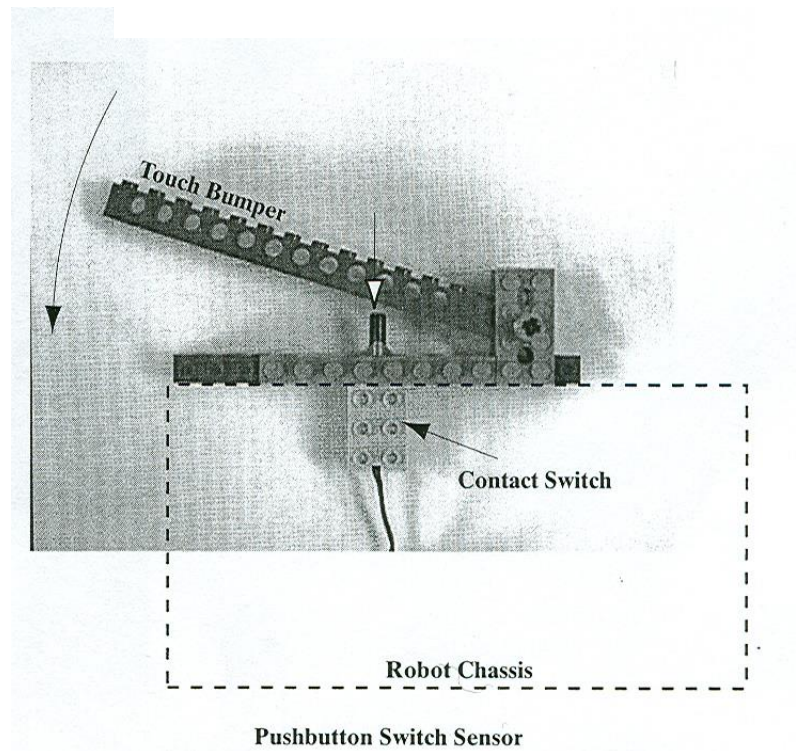 Touch Bumper
Contact Switch
Robot Chassis
Pushbutton Switch Sensor